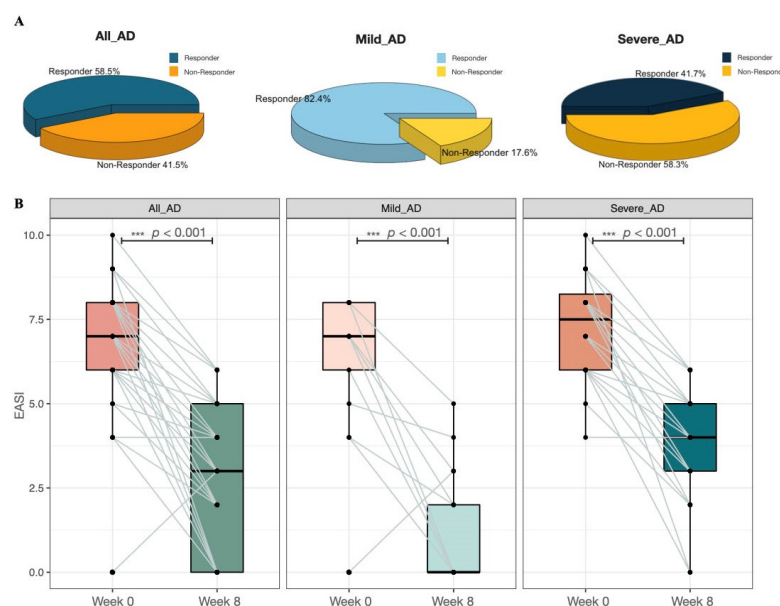 A
All_AD
Responder
Non-Responder
Responder 58.5%
Non-Responder 41.5%
Mild_AD
Responder
Non-Responder
Responder 82.4%
Non-Responder 17.6%
Severe_AD
Responder
Non-Responder
Responder 41.7%
Non-Responder 58.3%
B
All_AD
Mild_AD
Severe_AD
*** p < 0.001
*** p < 0.001
*** p < 0.001
EASI
10.0
7.5
5.0
2.5
0.0
Week 0 Week 8
Week 0 Week 8
Week 0 Week 8